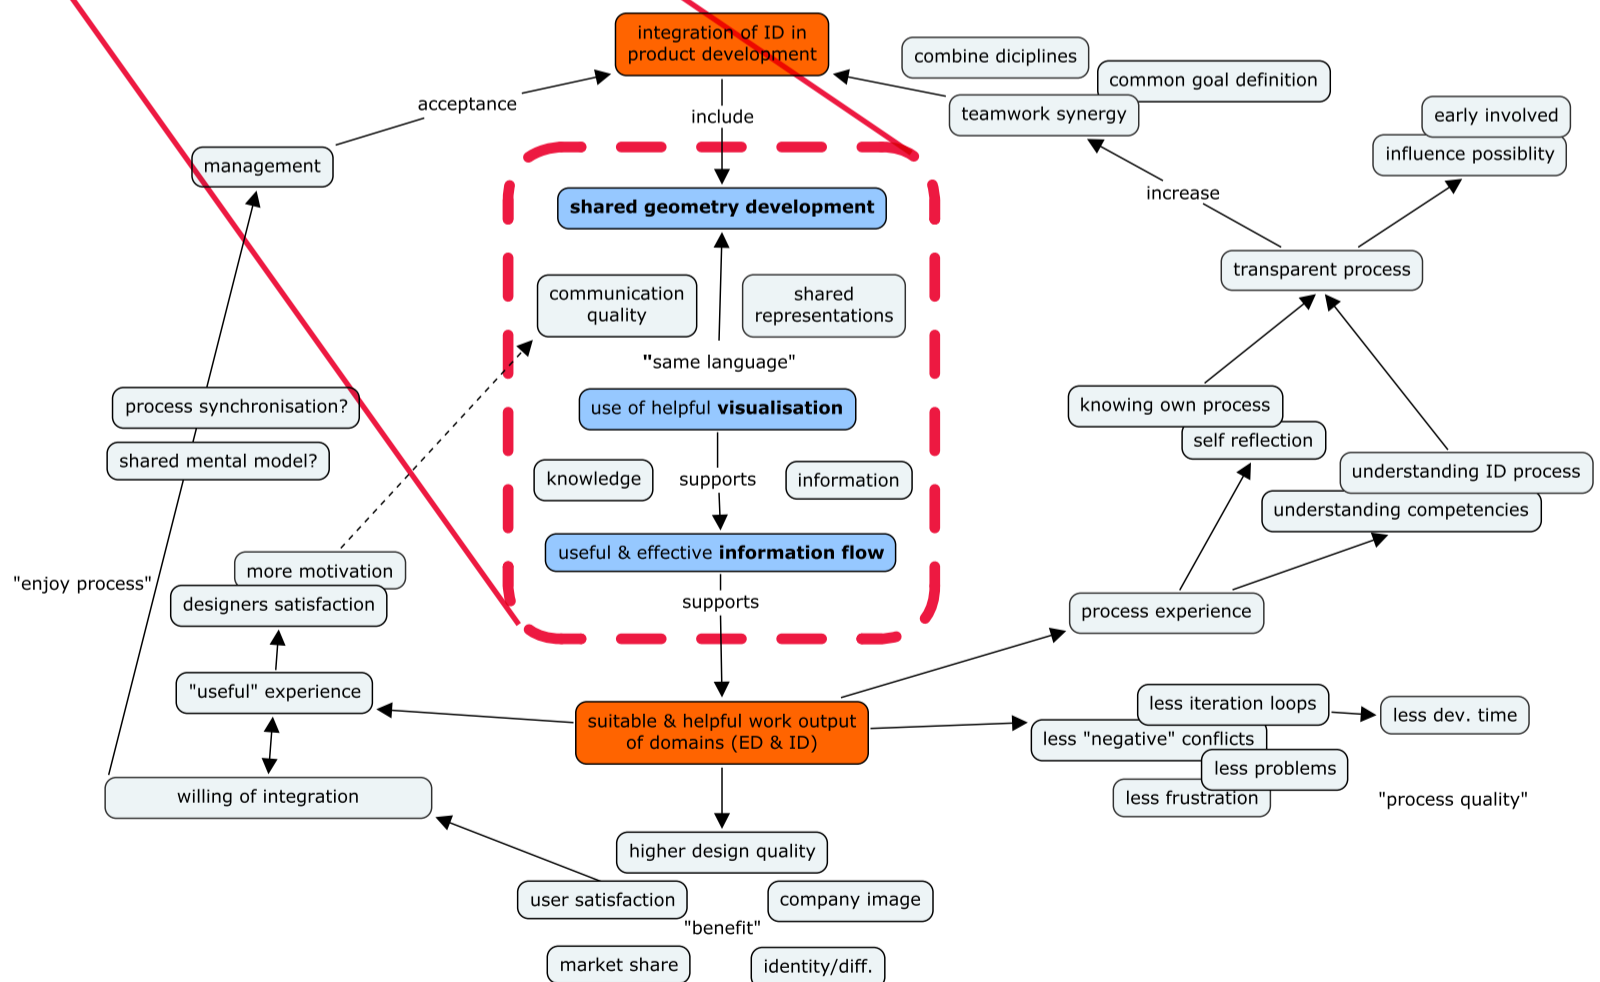 integration of ID in
product development
combine diciplines
common goal definition
teamwork synergy
early involved
influence possiblity
acceptance
include
management
increase
shared geometry development
transparent process
communication
quality
shared
representations
"same language"
process synchronisation?
use of helpful visualisation
knowing own process
self reflection
shared mental model?
knowledge
supports
information
understanding ID process
understanding competencies
useful & effective information flow
more motivation
"enjoy process"
designers satisfaction
supports
process experience
"useful" experience
suitable & helpful work output
of domains (ED & ID)
less iteration loops
less dev. time
less "negative" conflicts
less problems
less frustration
"process quality"
willing of integration
higher design quality
user satisfaction
company image
"benefit"
market share
identity/diff.